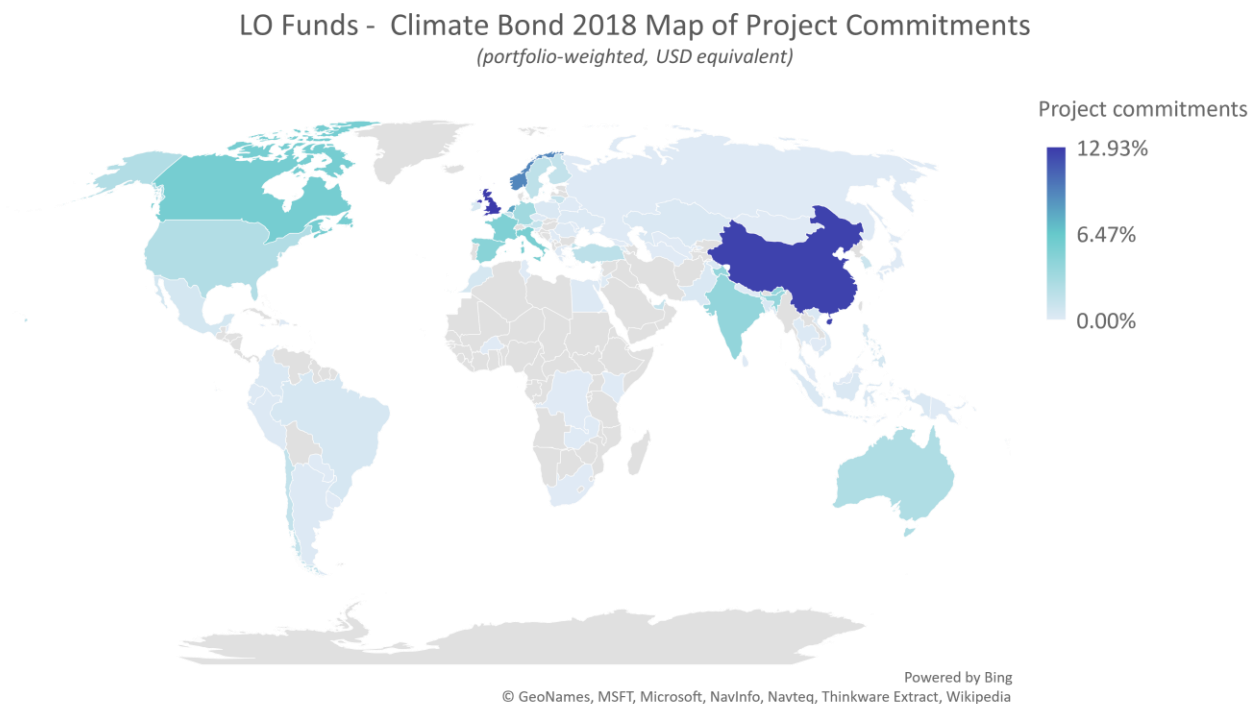 LO Funds - Climate Bond 2018 Map of Project Commitments
(portfolio-weighted, USD equivalent)
Project commitments
12.93%
6.47%
0.00%
Powered by Bing
© GeoNames, MSFT, Microsoft, NavInfo, Navteq, Thinkware Extract, Wikipedia